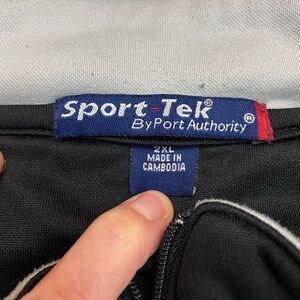 Sport-Tek®
By Port Authority®
2XL
MADE IN
CAMBODIA